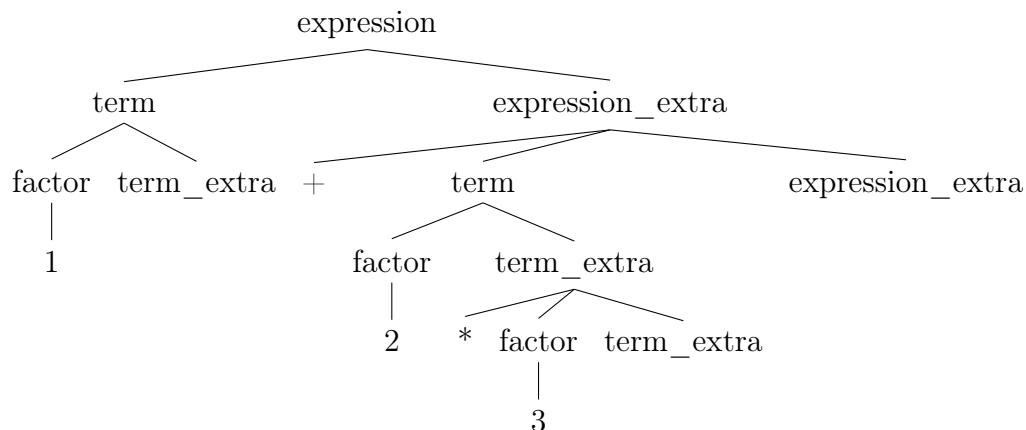 expression
term expression_extra
factor term_extra + term expression_extra
1 factor term_extra
2 * factor term_extra
3